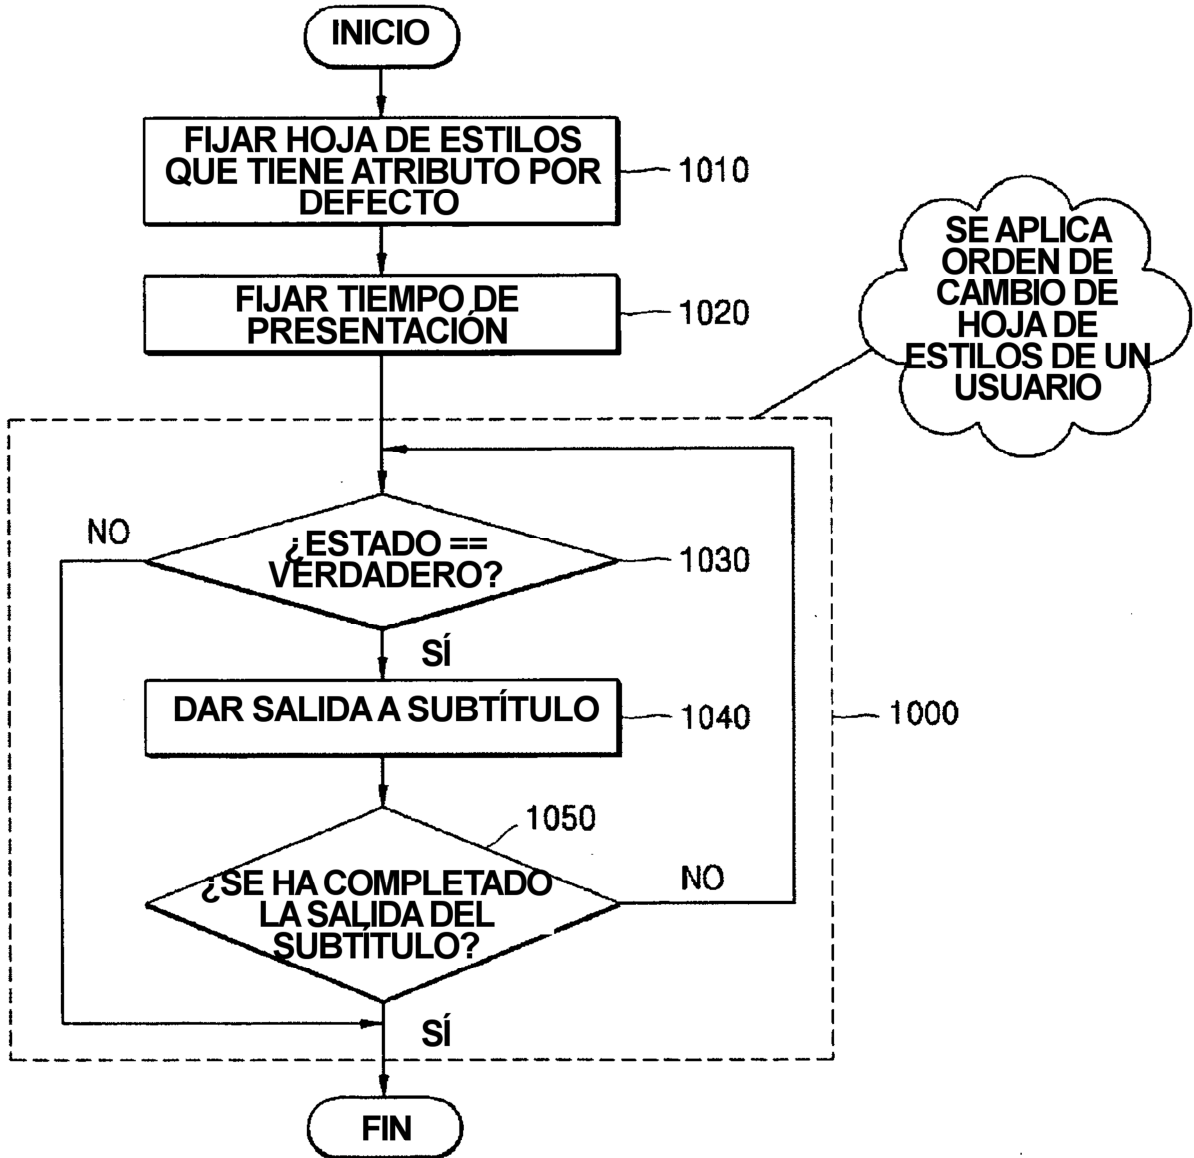 INICIO
FIJAR HOJA DE ESTILOS
QUE TIENE ATRIBUTO POR
DEFECTO
1010
SE APLICA
ORDEN DE
CAMBIO DE
HOJA DE
ESTILOS DE UN
USUARIO
FIJAR TIEMPO DE
PRESENTACIÓN
1020
NO
¿ESTADO ==
VERDADERO?
1030
SÍ
DAR SALIDA A SUBTÍTULO
1040
1000
1050
¿SE HA COMPLETADO
LA SALIDA DEL
SUBTÍTULO?
NO
SÍ
FIN